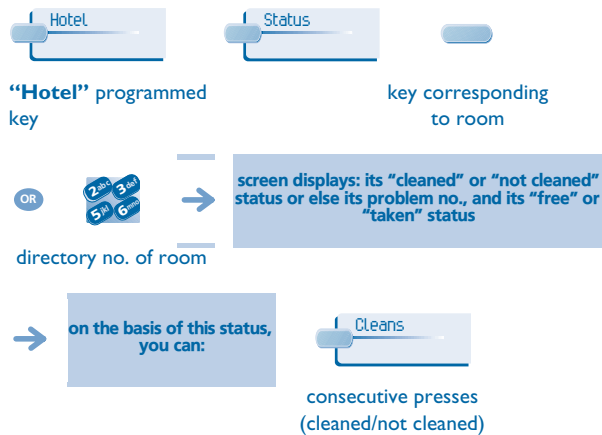 Hotel
Status
“Hotel” programmed
key
key corresponding
to room
OR
2abc 3def
5jkl 6mno
screen displays: its “cleaned” or “not cleaned”
status or else its problem no., and its “free” or
“taken” status
directory no. of room
on the basis of this status,
you can:
Cleans
consecutive presses
(cleaned/not cleaned)